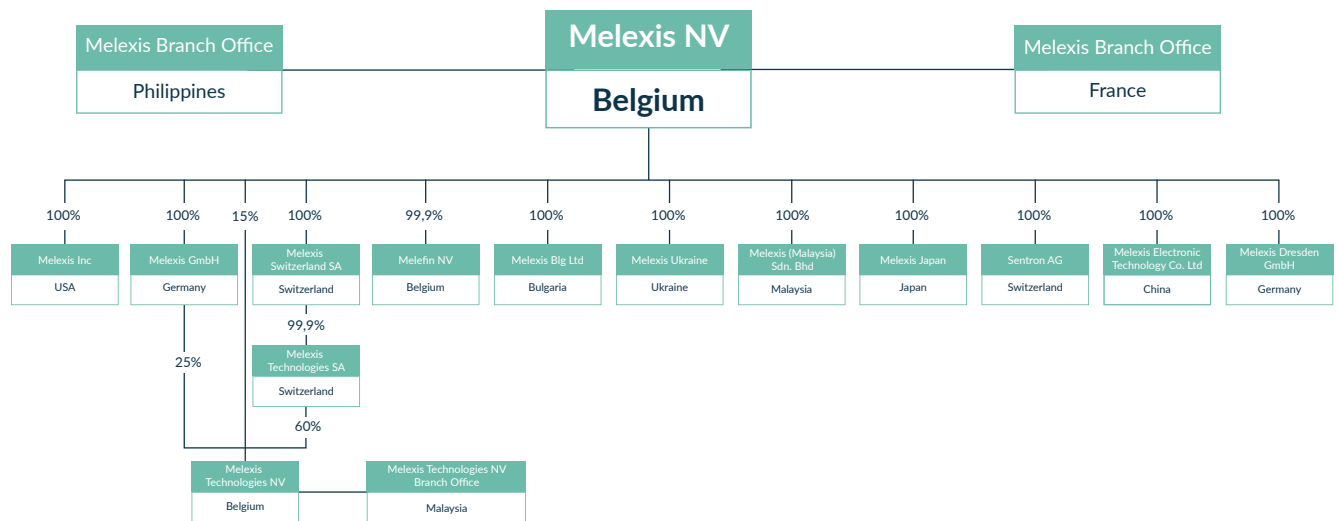 Melexis Branch Office
Philippines
Melexis NV
Belgium
Melexis Branch Office
France
100%
100%
15%
100%
99,9%
100%
100%
100%
100%
100%
100%
100%
Melexis Inc
USA
Melexis GmbH
Germany
Melexis
Switzerland SA
Switzerland
Melefin NV
Belgium
Melexis Blg Ltd
Bulgaria
Melexis Ukraine
Ukraine
Melexis (Malaysia)
Sdn. Bhd
Malaysia
Melexis Japan
Japan
Sentron AG
Switzerland
Melexis Electronic
Technology Co. Ltd
China
Melexis Dresden
GmbH
Germany
99,9%
25%
Melexis
Technologies SA
Switzerland
60%
Melexis
Technologies NV
Belgium
Melexis Technologies NV
Branch Office
Malaysia